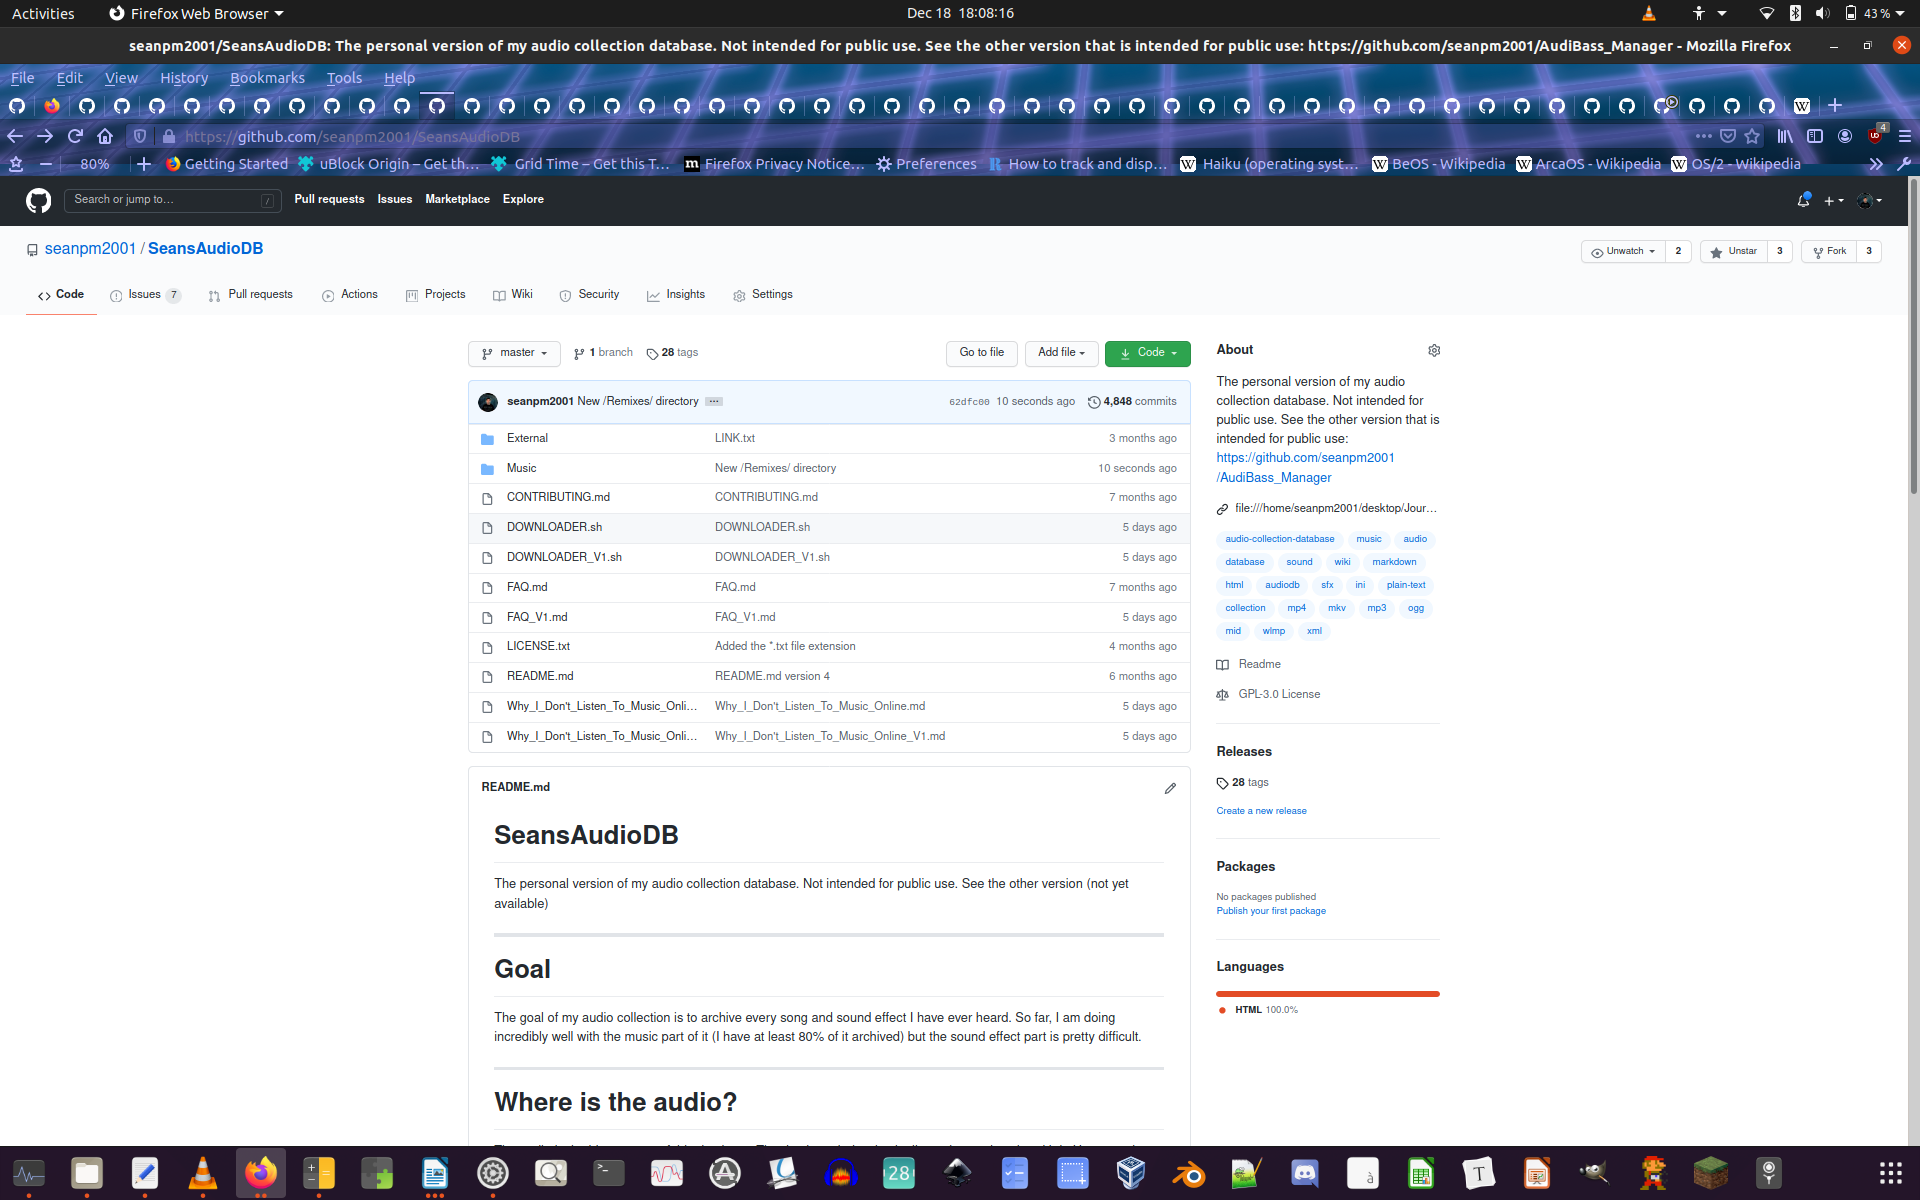 Activities
Firefox Web Browser
Dec 18 18:08:16
43 %
seanpm2001/SeansAudioDB: The personal version of my audio collection database. Not intended for public use. See the other version that is intended for public use: https://github.com/seanpm2001/AudiBass_Manager - Mozilla Firefox
File Edit View History Bookmarks Tools Help
https://github.com/seanpm2001/SeansAudioDB
4
80% Getting Started uBlock Origin – Get th… Grid Time – Get this T… Firefox Privacy Notice… Preferences How to track and disp… Haiku (operating syst… BeOS - Wikipedia ArcaOS - Wikipedia OS/2 - Wikipedia
Search or jump to… / Pull requests Issues Marketplace Explore
seanpm2001 / SeansAudioDB
Unwatch 2 Unstar 3 Fork 3
Code Issues 7 Pull requests Actions Projects Wiki Security Insights Settings
master 1 branch 28 tags Go to file Add file Code
seanpm2001 New /Remixes/ directory ... 62dfc00 10 seconds ago 4,848 commits
External LINK.txt 3 months ago
Music New /Remixes/ directory 10 seconds ago
CONTRIBUTING.md CONTRIBUTING.md 7 months ago
DOWNLOADER.sh DOWNLOADER.sh 5 days ago
DOWNLOADER_V1.sh DOWNLOADER_V1.sh 5 days ago
FAQ.md FAQ.md 7 months ago
FAQ_V1.md FAQ_V1.md 5 days ago
LICENSE.txt Added the *.txt file extension 4 months ago
README.md README.md version 4 6 months ago
Why_I_Don't_Listen_To_Music_Onli… Why_I_Don't_Listen_To_Music_Online.md 5 days ago
Why_I_Don't_Listen_To_Music_Onli… Why_I_Don't_Listen_To_Music_Online_V1.md 5 days ago
README.md
SeansAudioDB
The personal version of my audio collection database. Not intended for public use. See the other version (not yet
available)
Goal
The goal of my audio collection is to archive every song and sound effect I have ever heard. So far, I am doing
incredibly well with the music part of it (I have at least 80% of it archived) but the sound effect part is pretty difficult.
Where is the audio?
About
The personal version of my audio
collection database. Not intended for
public use. See the other version that is
intended for public use:
https://github.com/seanpm2001
/AudiBass_Manager
file:///home/seanpm2001/desktop/Jour…
audio-collection-database music audio
database sound wiki markdown
html audiodb sfx ini plain-text
collection mp4 mkv mp3 ogg
mid wlmp xml
Readme
GPL-3.0 License
Releases
28 tags
Create a new release
Packages
No packages published
Publish your first package
Languages
HTML 100.0%
28